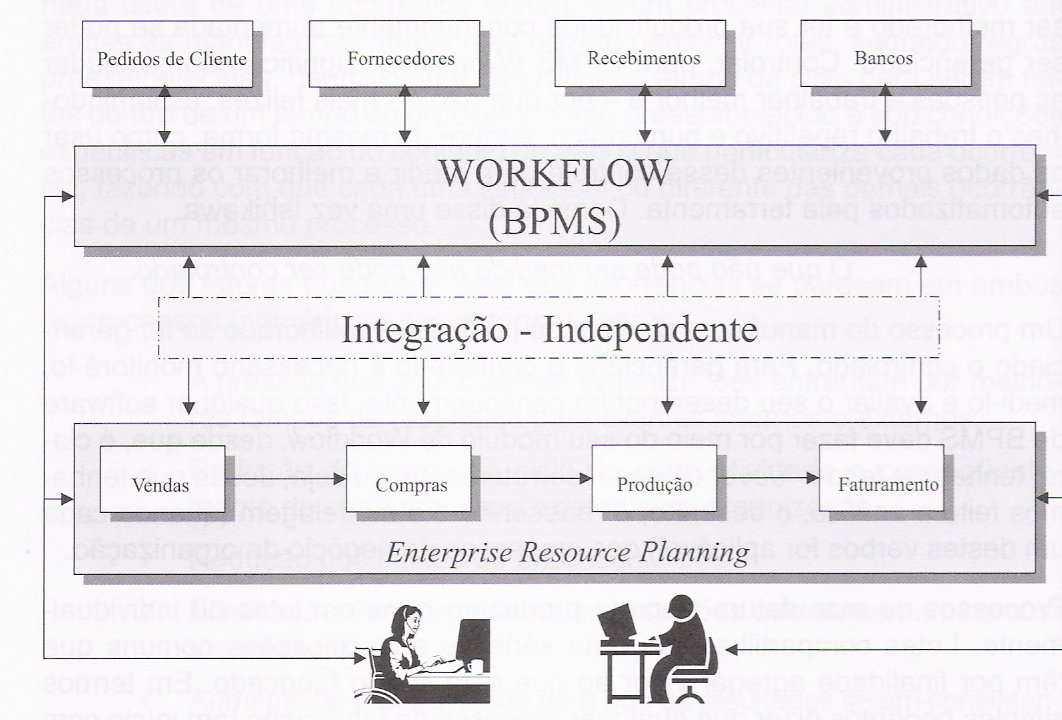 Pedidos de Cliente
Fornecedores
Recebimentos
Bancos
WORKFLOW
(BPMS)
Integração - Independente
Vendas
Compras
Produção
Faturamento
Enterprise Resource Planning